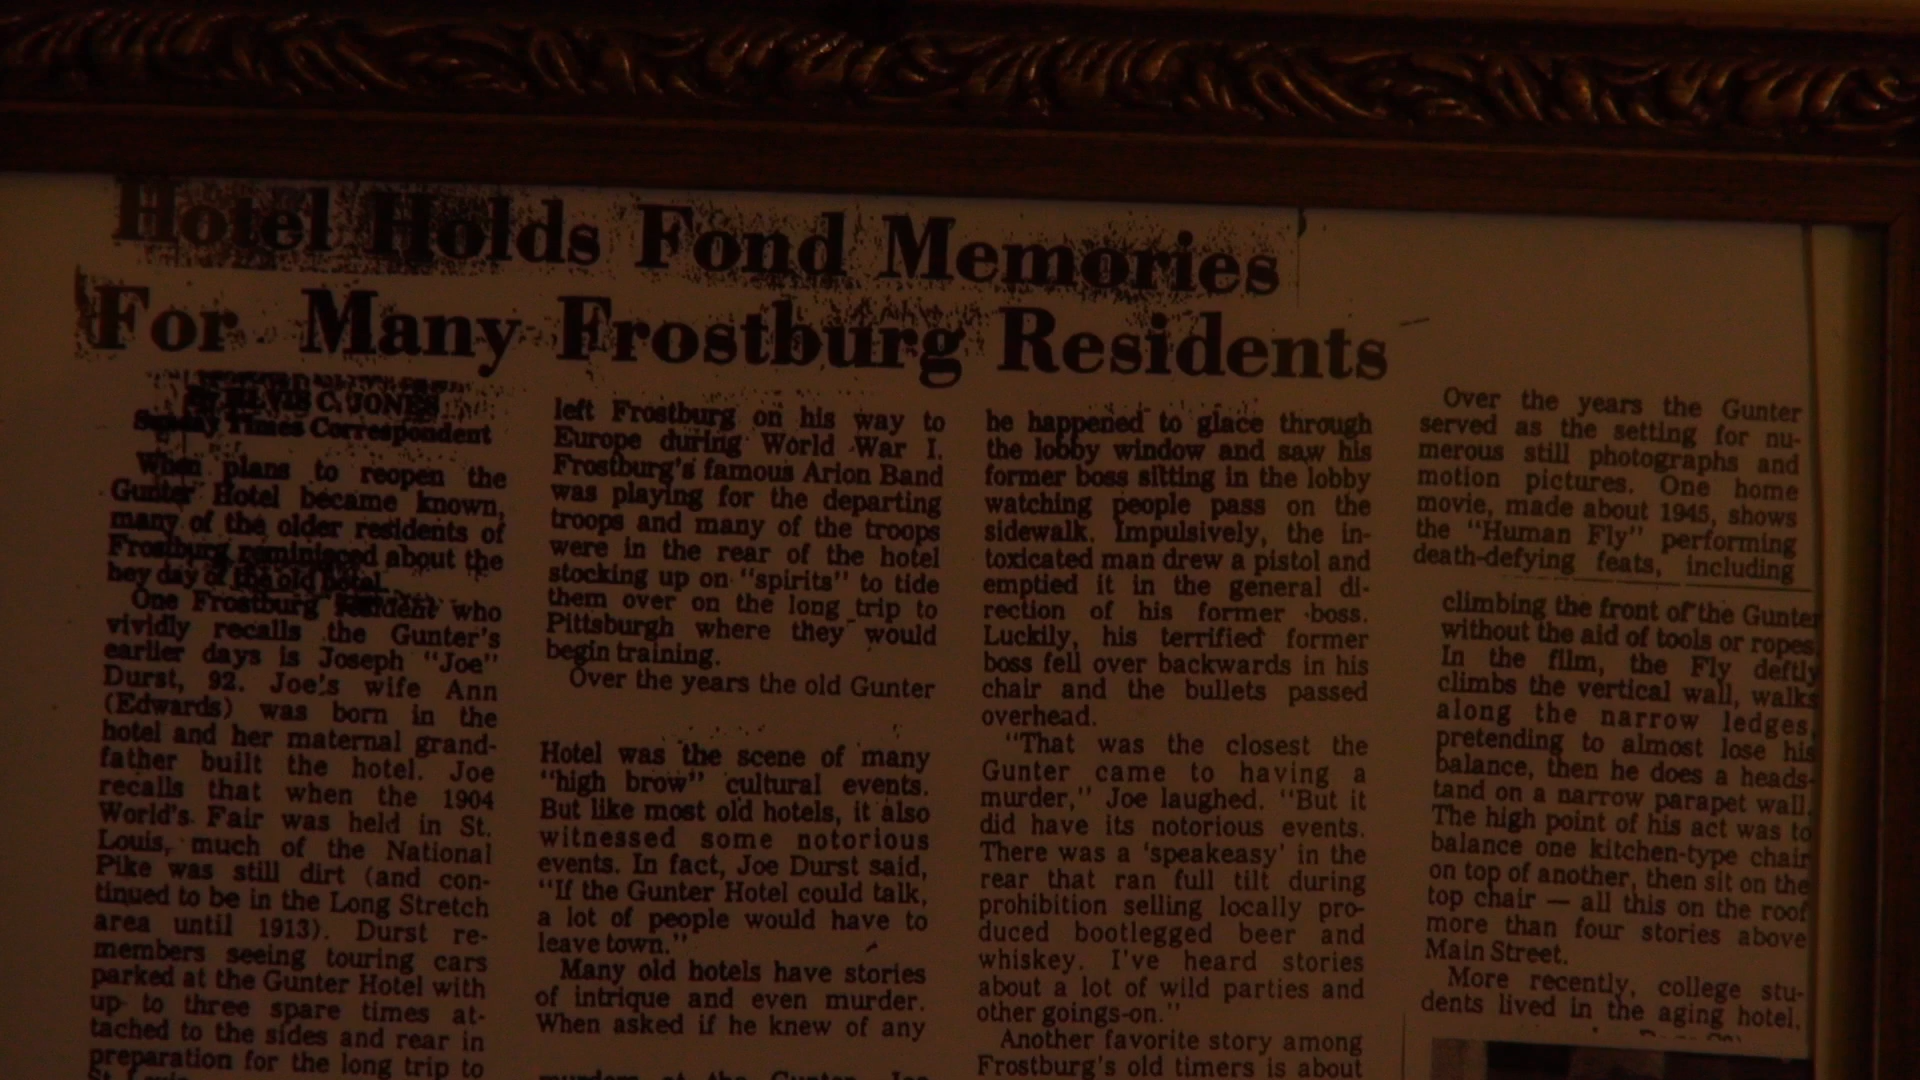 Hotel Holds Fond Memories
For Many Frostburg Residents
C. JONES
Sunday Times Correspondent
When plans to reopen the
Gunter Hotel became known,
many of the older residents of
Frostburg reminisced about the
hey day of the old hotel.
One Frostburg resident who
vividly recalls the Gunter's
earlier days is Joseph "Joe"
Durst, 92. Joe's wife Ann
(Edwards) was born in the
hotel and her maternal grand-
father built the hotel. Joe
recalls that when the 1904
World's Fair was held in St.
Louis, much of the National
Pike was still dirt (and con-
tinued to be in the Long Stretch
area until 1913). Durst re-
members seeing touring cars
parked at the Gunter Hotel with
up to three spare times at-
tached to the sides and rear in
preparation for the long trip to
left Frostburg on his way to
Europe during World War I.
Frostburg's famous Arion Band
was playing for the departing
troops and many of the troops
were in the rear of the hotel
stocking up on "spirits" to tide
them over on the long trip to
Pittsburgh where they would
begin training.
Over the years the old Gunter
Hotel was the scene of many
"high brow" cultural events.
But like most old hotels, it also
witnessed some notorious
events. In fact, Joe Durst said,
"If the Gunter Hotel could talk,
a lot of people would have to
leave town."
Many old hotels have stories
of intrique and even murder.
When asked if he knew of any
he happened to glace through
the lobby window and saw his
former boss sitting in the lobby
watching people pass on the
sidewalk. Impulsively, the in-
toxicated man drew a pistol and
emptied it in the general di-
rection of his former boss.
Luckily, his terrified former
boss fell over backwards in his
chair and the bullets passed
overhead.
"That was the closest the
Gunter came to having a
murder," Joe laughed. "But it
did have its notorious events.
There was a 'speakeasy' in the
rear that ran full tilt during
prohibition selling locally pro-
duced bootlegged beer and
whiskey. I've heard stories
about a lot of wild parties and
other goings-on."
Another favorite story among
Frostburg's old timers is about
Over the years the Gunter
served as the setting for nu-
merous still photographs and
motion pictures. One home
movie, made about 1945, shows
the "Human Fly" performing
death-defying feats, including
climbing the front of the Gunter
without the aid of tools or ropes.
In the film, the Fly deftly
climbs the vertical wall, walks
along the narrow ledges,
pretending to almost lose his
balance, then he does a heads-
tand on a narrow parapet wall.
The high point of his act was to
balance one kitchen-type chair
on top of another, then sit on the
top chair — all this on the roof
more than four stories above
Main Street.
More recently, college stu-
dents lived in the aging hotel.